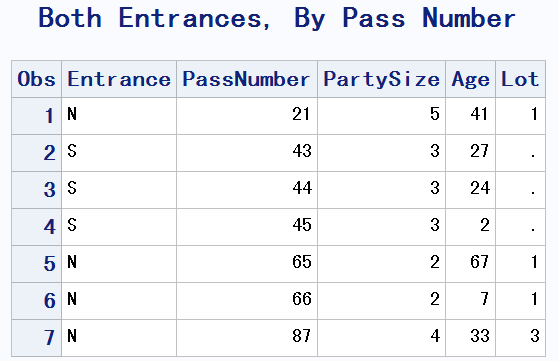 Both Entrances, By Pass Number
Obs Entrance PassNumber PartySize Age Lot
1 N 21 5 41 1
2 S 43 3 27 .
3 S 44 3 24 .
4 S 45 3 2 .
5 N 65 2 67 1
6 N 66 2 7 1
7 N 87 4 33 3